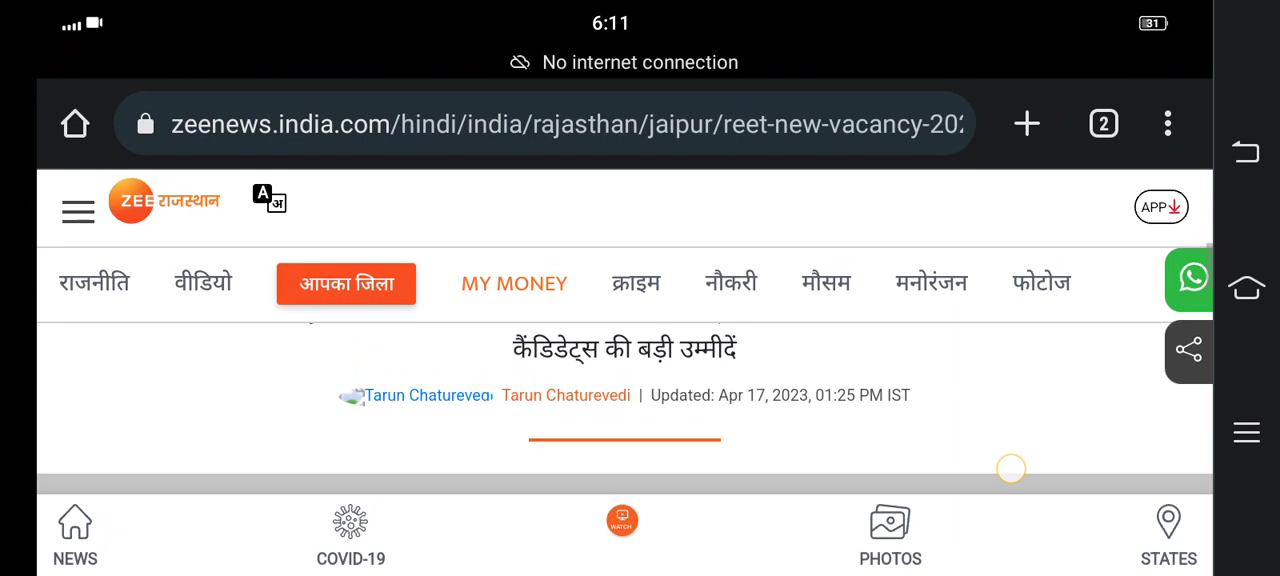 6:11
31
No internet connection
zeenews.india.com/hindi/india/rajasthan/jaipur/reet-new-vacancy-202
2
ZEE राजस्थान
A अ
APP
राजनीति वीडियो आपका जिला MY MONEY क्राइम नौकरी मौसम मनोरंजन फोटोज
कैंडिडेट्स की बड़ी उम्मीदें
Tarun Chaturvedi Tarun Chaturvedi | Updated: Apr 17, 2023, 01:25 PM IST
WATCH
NEWS COVID-19 PHOTOS STATES